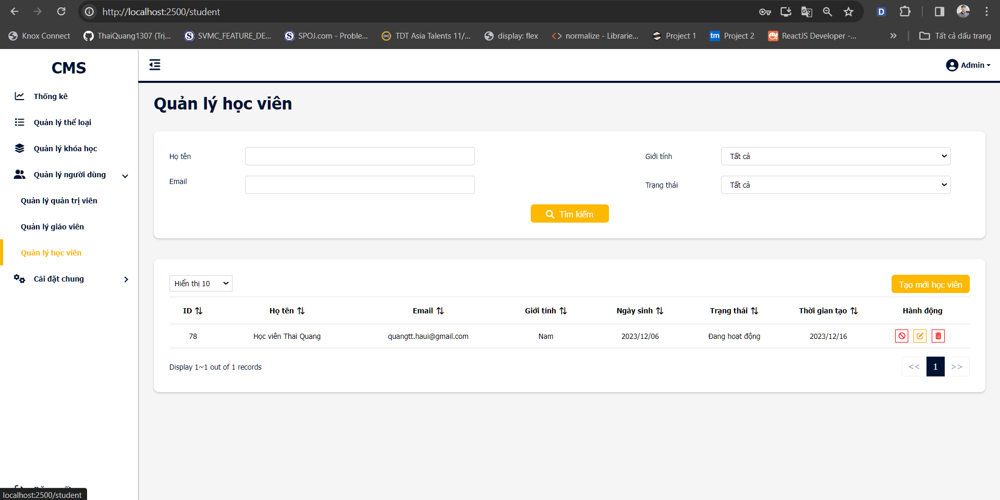 http://localhost:2500/student
D
Knox Connect
ThaiQuang1307 (Trị...
S SVMC_FEATURE_DE...
S SPOJ.com - Proble...
TDT Asia Talents 11/...
display: flex
normalize - Librarie...
Project 1
tm Project 2
ReactJS Developer -...
Tất cả dấu trang
CMS
Admin
Thống kê
Quản lý thể loại
Quản lý khóa học
Quản lý người dùng
Quản lý quản trị viên
Quản lý giáo viên
Quản lý học viên
Cài đặt chung
Quản lý học viên
Họ tên
Giới tính
Tất cả
Email
Trạng thái
Tất cả
Tìm kiếm
Hiển thị 10
Tạo mới học viên
ID Họ tên Email Giới tính Ngày sinh Trạng thái Thời gian tạo Hành động
78 Học viên Thai Quang quangtt.haui@gmail.com Nam 2023/12/06 Đang hoạt động 2023/12/16
Display 1~1 out of 1 records
<< 1 >>
localhost:2500/student